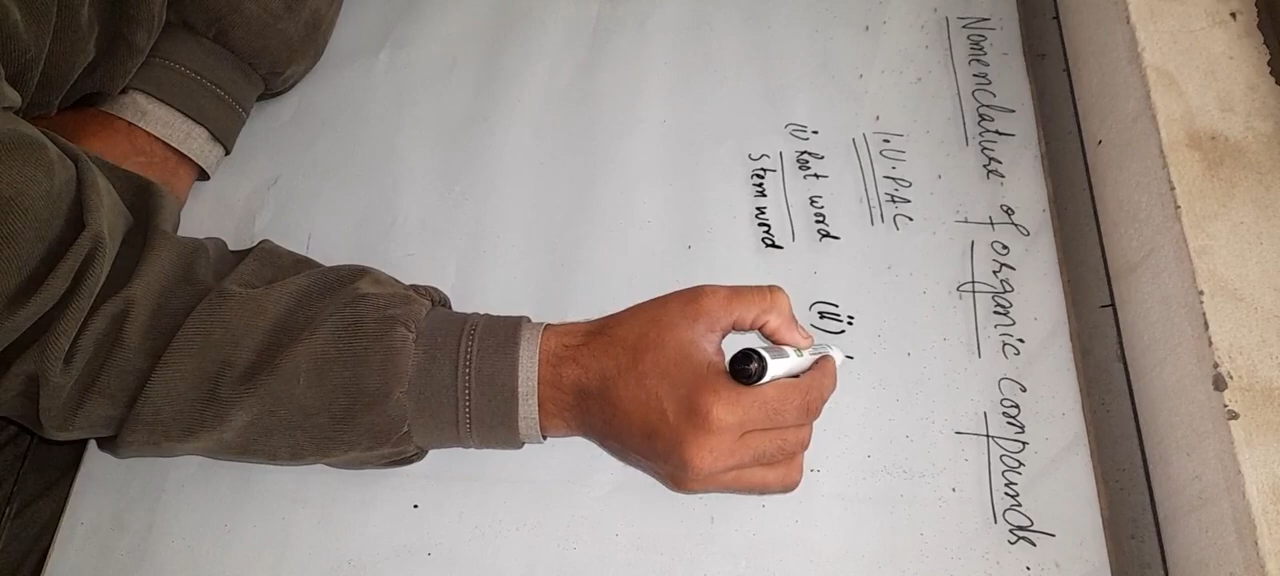 Nomenclature of organic compounds.
I.U.P.A.C
(i) Root word (ii)
Stem word